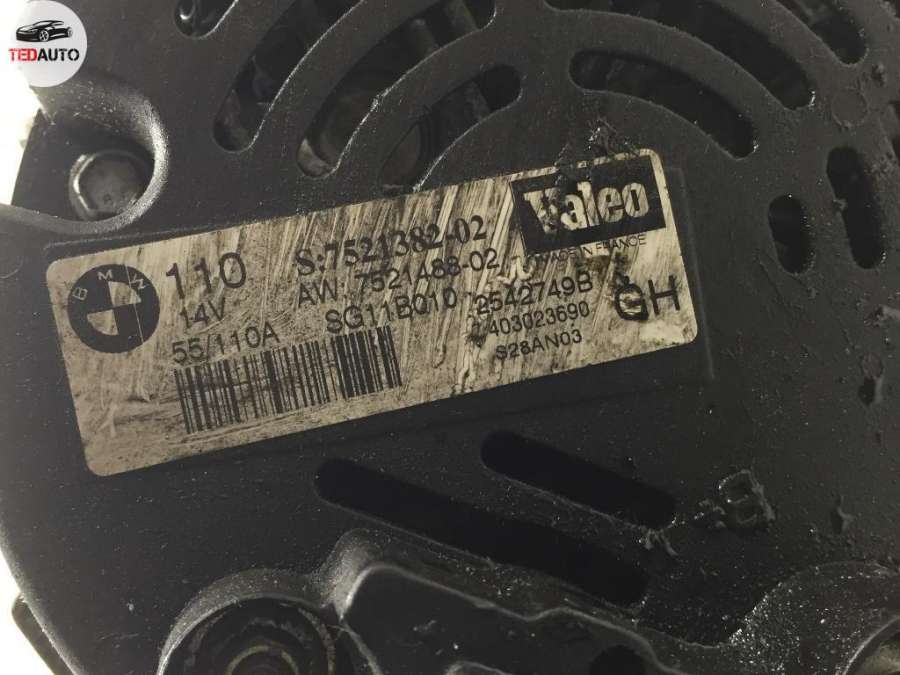 TEDAUTO
BMW
110
14V
55/110A
S:7521382-02
AW: 7521488-02
SG11B010
2542749B
403023690
S28AN03
Valeo
MADE IN FRANCE
GH